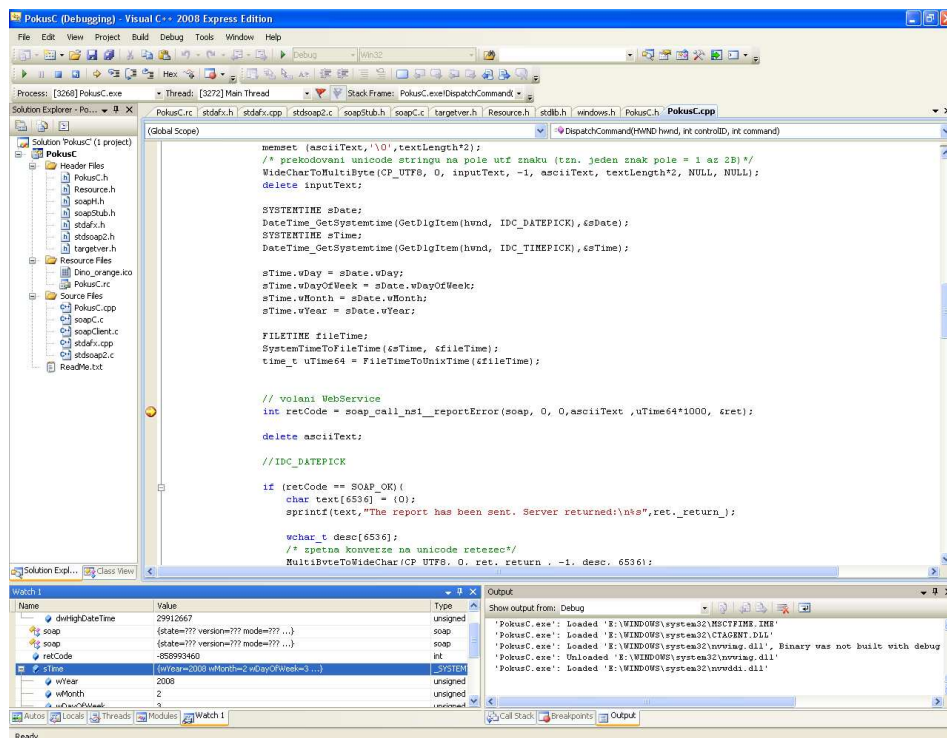 PokusC (Debugging) - Visual C++ 2008 Express Edition
File Edit View Project Build Debug Tools Window Help
Debug Win32
Hex
Process: [3268] PokusC.exe Thread: [3272] Main Thread Stack Frame: PokusC.exe!DispatchCommand(
Solution Explorer - Po...
PokusC.rc stdafx.h stdafx.cpp stdsoap2.c soapStub.h soapC.c targetver.h Resource.h stdlib.h windows.h PokusC.h PokusC.cpp
(Global Scope) DispatchCommand(HWND hwnd, int controlID, int command)
Solution 'PokusC' (1 project)
PokusC
Header Files
PokusC.h
Resource.h
soapH.h
soapStub.h
stdafx.h
stdsoap2.h
targetver.h
Resource Files
Dino_orange.ico
PokusC.rc
Source Files
PokusC.cpp
soapC.c
soapClient.c
stdafx.cpp
stdsoap2.c
ReadMe.txt
memset (asciiText,'\0',textLength*2);
/* prekodovani unicode stringu na pole utf znaku (tzn. jeden znak pole = 1 az 2B)*/
WideCharToMultiByte(CP_UTF8, 0, inputText, -1, asciiText, textLength*2, NULL, NULL);
delete inputText;
SYSTEMTIME sDate;
DateTime_GetSystemtime(GetDlgItem(hwnd, IDC_DATEPICK),&sDate);
SYSTEMTIME sTime;
DateTime_GetSystemtime(GetDlgItem(hwnd, IDC_TIMEPICK),&sTime);
sTime.wDay = sDate.wDay;
sTime.wDayOfWeek = sDate.wDayOfWeek;
sTime.wMonth = sDate.wMonth;
sTime.wYear = sDate.wYear;
FILETIME fileTime;
SystemTimeToFileTime(&sTime, &fileTime);
time_t uTime64 = FileTimeToUnixTime(&fileTime);
// volani WebService
int retCode = soap_call_ns1__reportError(soap, 0, 0,asciiText ,uTime64*1000, &ret);
delete asciiText;
//IDC_DATEPICK
if (retCode == SOAP_OK){
char text[6536] = {0};
sprintf(text,"The report has been sent. Server returned:\n%s",ret._return_);
wchar_t desc[6536];
/* zpetna konverze na unicode retezec*/
MultiByteToWideChar(CP_UTF8, 0, ret._return_, -1, desc, 6536);
Solution Expl... Class View
Watch 1
Name Value Type
dwHighDateTime 29912667 unsigned
soap {state=??? version=??? mode=??? ...} soap
soap {state=??? version=??? mode=??? ...} soap
retCode -858993460 int
sTime {wYear=2008 wMonth=2 wDayOfWeek=3 ...} _SYSTEM
wYear 2008 unsigned
wMonth 2 unsigned
wDayOfWeek 3 unsigned
Autos Locals Threads Modules Watch 1
Output
Show output from: Debug
'PokusC.exe': Loaded 'E:\WINDOWS\system32\MSCTFIME.IME'
'PokusC.exe': Loaded 'E:\WINDOWS\system32\CTAGENT.DLL'
'PokusC.exe': Loaded 'E:\WINDOWS\system32\nvwimg.dll', Binary was not built with debug
'PokusC.exe': Unloaded 'E:\WINDOWS\system32\nvwimg.dll'
'PokusC.exe': Loaded 'E:\WINDOWS\system32\nvwddi.dll'
Call Stack Breakpoints Output
Ready